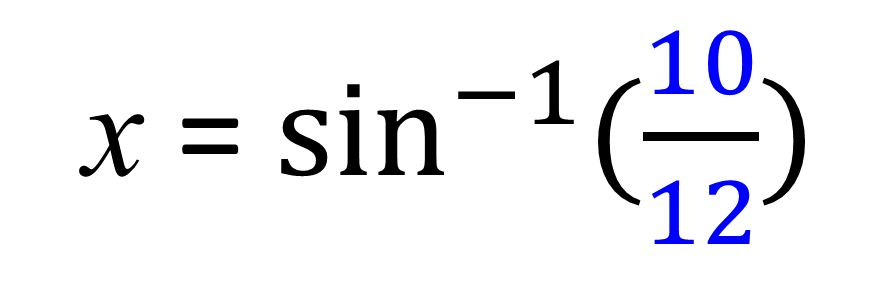 x = sin⁻¹(10/12)